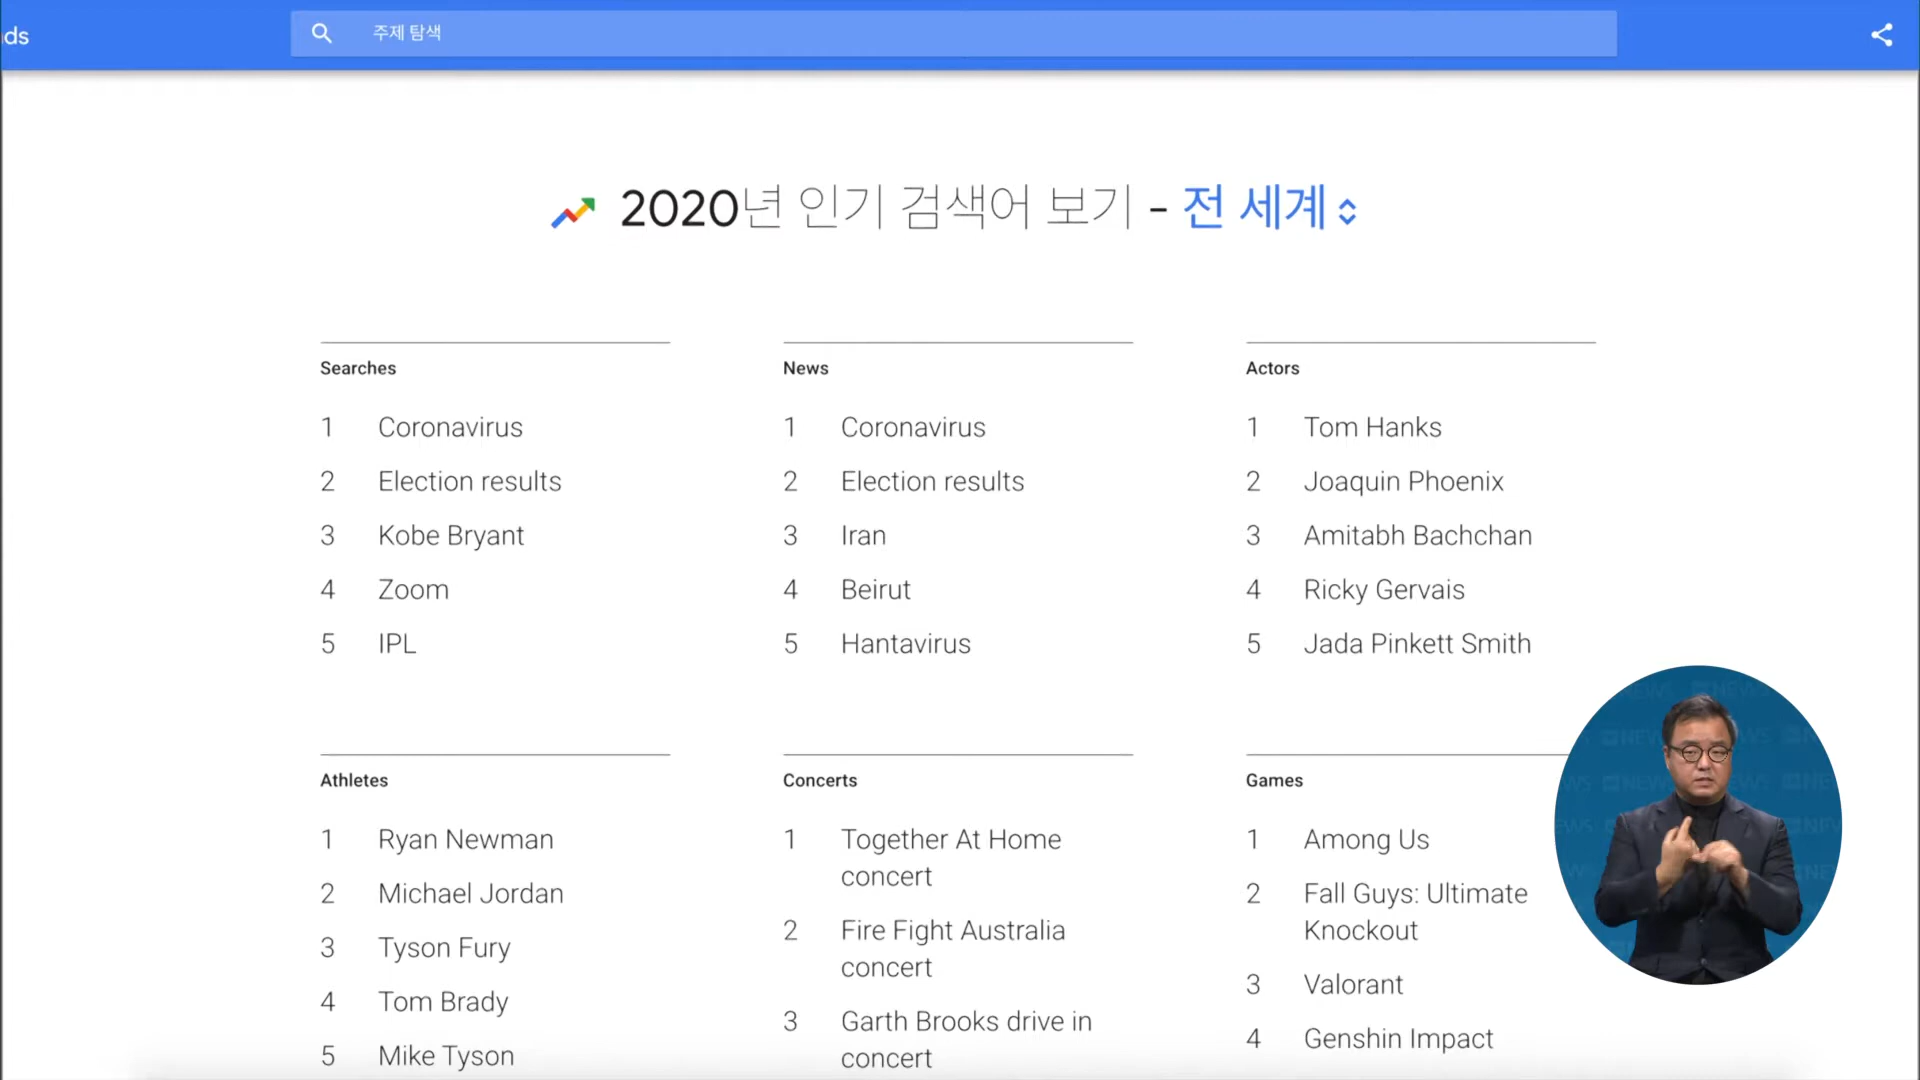 ds
주제 탐색
2020년 인기 검색어 보기 - 전 세계
Searches
1 Coronavirus
2 Election results
3 Kobe Bryant
4 Zoom
5 IPL
News
1 Coronavirus
2 Election results
3 Iran
4 Beirut
5 Hantavirus
Actors
1 Tom Hanks
2 Joaquin Phoenix
3 Amitabh Bachchan
4 Ricky Gervais
5 Jada Pinkett Smith
Athletes
1 Ryan Newman
2 Michael Jordan
3 Tyson Fury
4 Tom Brady
5 Mike Tyson
Concerts
1 Together At Home
concert
2 Fire Fight Australia
concert
3 Garth Brooks drive in
concert
Games
1 Among Us
2 Fall Guys: Ultimate
Knockout
3 Valorant
4 Genshin Impact